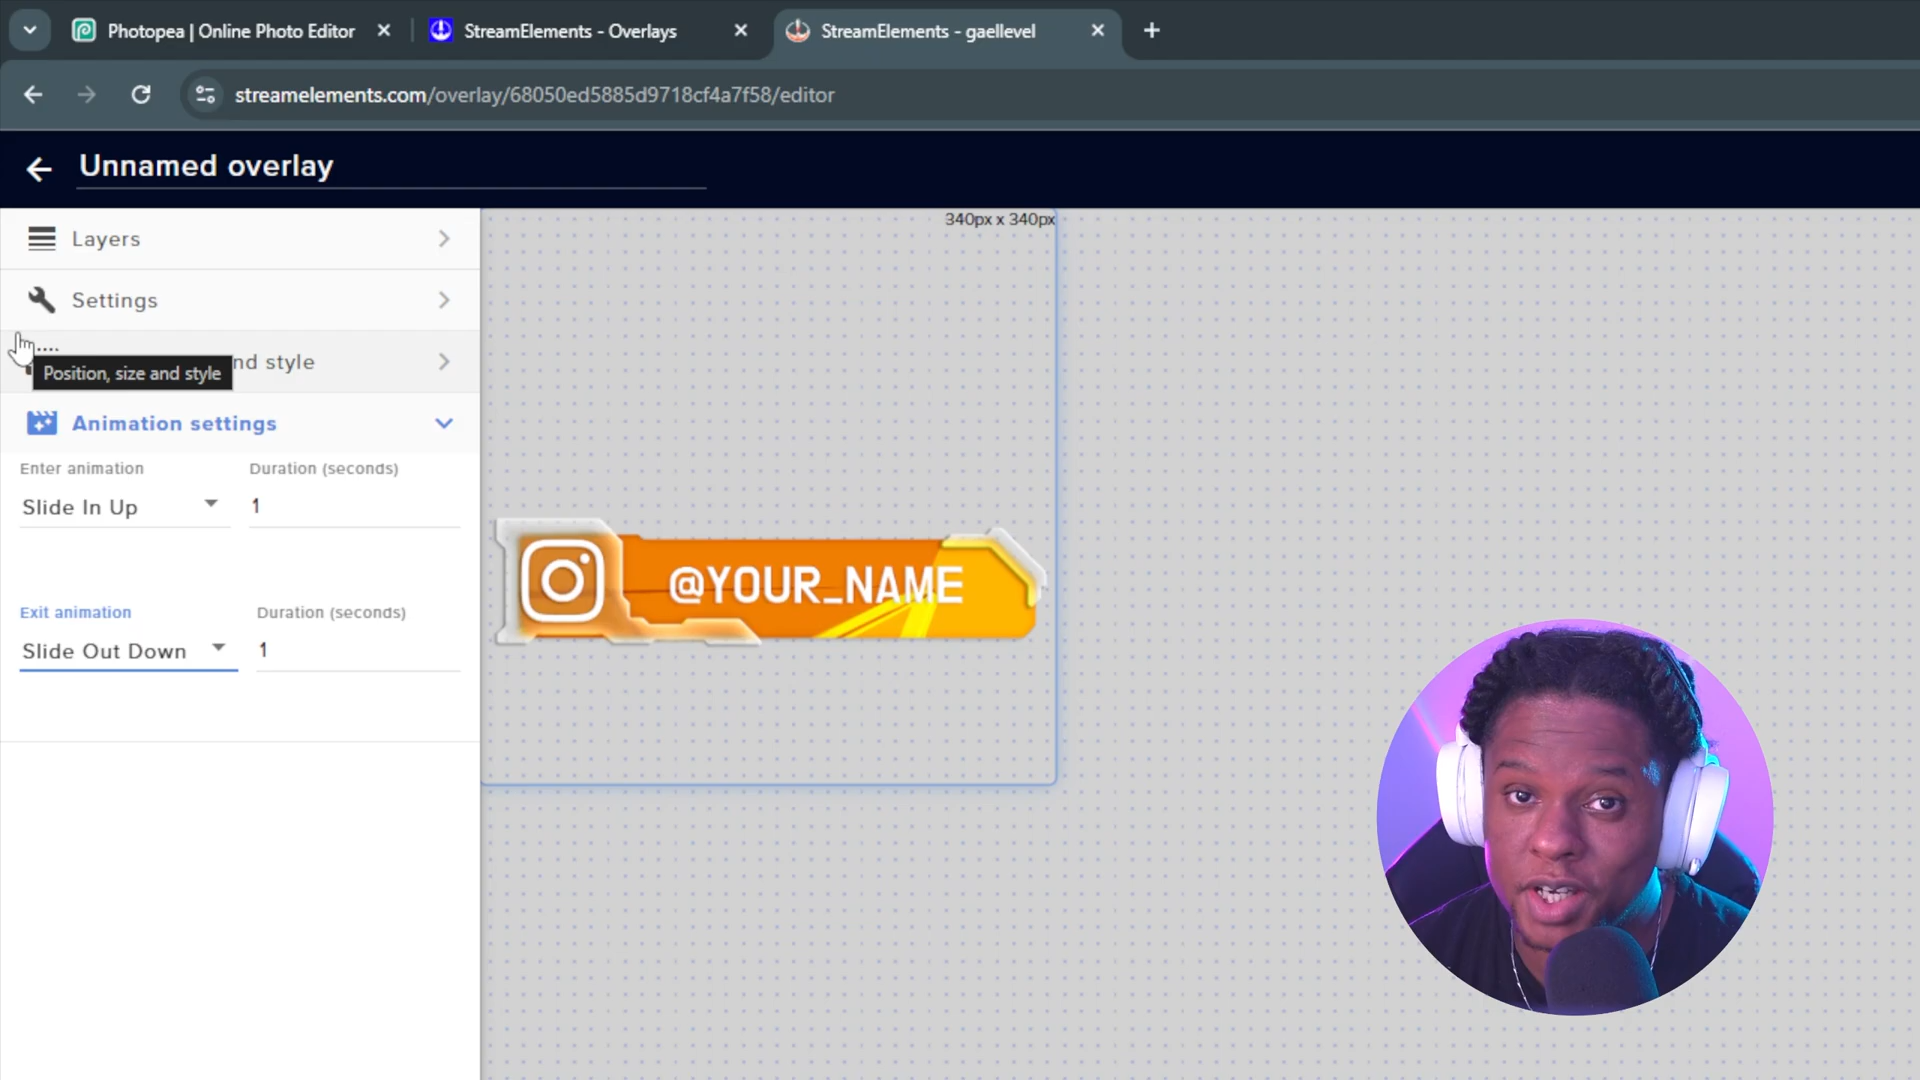 Photopea | Online Photo Editor
StreamElements - Overlays
StreamElements - gaellevel
streamelements.com/overlay/68050ed5885d9718cf4a7f58/editor
Unnamed overlay
Layers
340px x 340px
Settings
nd style
Position, size and style
Animation settings
Enter animation
Duration (seconds)
Slide In Up
1
@YOUR_NAME
Exit animation
Duration (seconds)
Slide Out Down
1